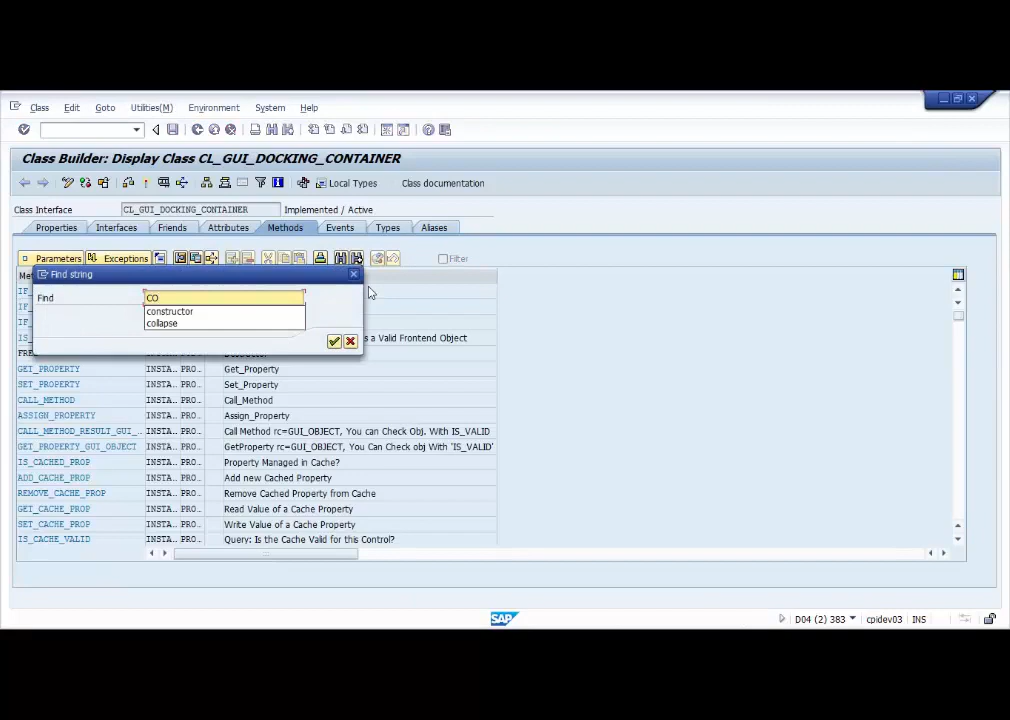 Class Edit Goto Utilities(M) Environment System Help
Class Builder: Display Class CL_GUI_DOCKING_CONTAINER
Local Types Class documentation
Class Interface CL_GUI_DOCKING_CONTAINER Implemented / Active
Properties Interfaces Friends Attributes Methods Events Types Aliases
Parameters Exceptions Filter
Find string
Find CO
constructor
collapse
s a Valid Frontend Object
GET_PROPERTY INSTA.. PRO.. Get_Property
SET_PROPERTY INSTA.. PRO.. Set_Property
CALL_METHOD INSTA.. PRO.. Call_Method
ASSIGN_PROPERTY INSTA.. PRO.. Assign_Property
CALL_METHOD_RESULT_GUI_.. INSTA.. PRO.. Call Method rc=GUI_OBJECT, You can Check Obj. With IS_VALID
GET_PROPERTY_GUI_OBJECT INSTA.. PRO.. GetProperty rc=GUI_OBJECT, You Can Check obj With 'IS_VALID'
IS_CACHED_PROP INSTA.. PRO.. Property Managed in Cache?
ADD_CACHE_PROP INSTA.. PRO.. Add new Cached Property
REMOVE_CACHE_PROP INSTA.. PRO.. Remove Cached Property from Cache
GET_CACHE_PROP INSTA.. PRO.. Read Value of a Cache Property
SET_CACHE_PROP INSTA.. PRO.. Write Value of a Cache Property
IS_CACHE_VALID INSTA.. PRO.. Query: Is the Cache Valid for this Control?
SAP D04 (2) 383 cpidev03 INS